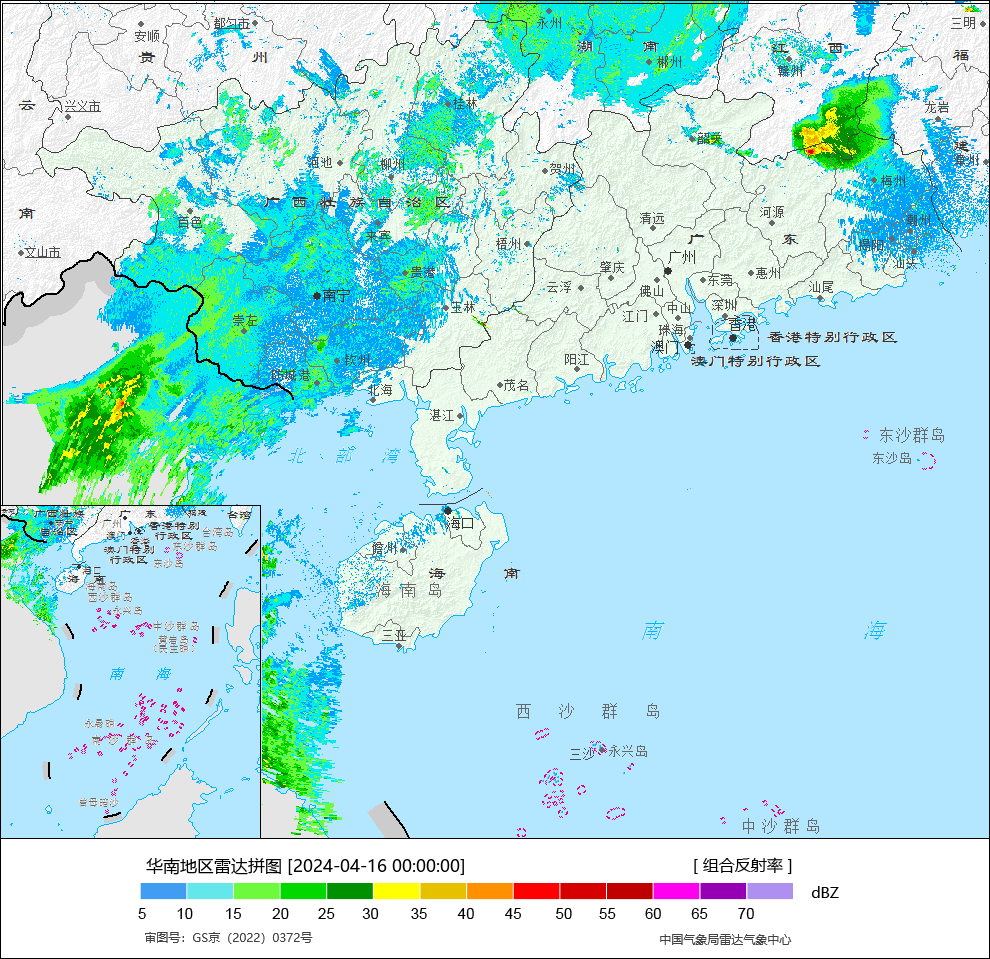 永州
都匀市
三明
安顺
湖 南
江 西
贵 州
郴州
赣州
福
云
兴义市
桂林
龙岩
韶关
建
河池
柳州
贺州
梅州
广 西 壮 族 自 治 区
南
百色
清远
河源
潮州
来宾
广 东
揭阳
梧州
文山市
广州
汕头
贵港
肇庆
惠州
东莞
南宁
云浮
佛山
汕尾
玉林
中山
深圳
崇左
江门
珠海
香港
香港特别行政区
澳门
钦州
阳江
澳门特别行政区
防城港
茂名
北海
湛江
东沙群岛
北 部 湾
东沙岛
海口
儋州
海 南
海 南 岛
三亚
南 海
西 沙 群 岛
三沙
永兴岛
中 沙 群 岛
广 东
台湾
广州
香港特别
行政区
台湾岛
澳门
香港
东沙群岛
澳门特别
行政区
东沙岛
海口
海 南
海南岛
西沙群岛
永兴岛
中沙群岛
黄岩岛
南 海
永暑礁
南 沙 群 岛
曾母暗沙
华南地区雷达拼图 [2024-04-16 00:00:00]
[ 组合反射率 ]
dBZ
5 10 15 20 25 30 35 40 45 50 55 60 65 70
审图号：GS京（2022）0372号
中国气象局雷达气象中心